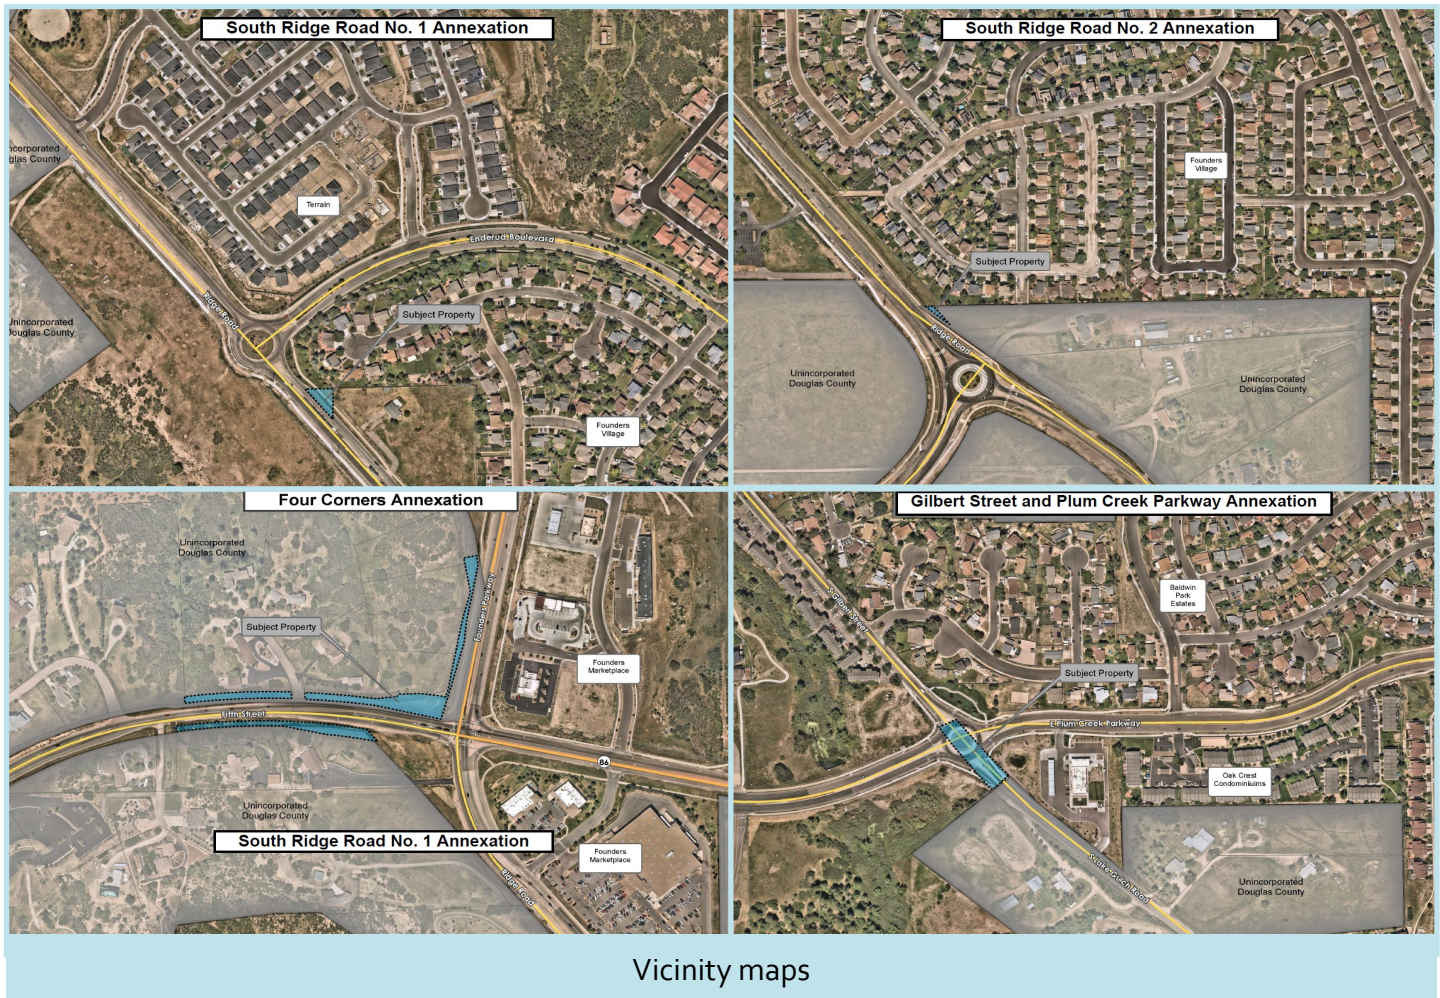 South Ridge Road No. 1 Annexation
ncorporated
glas County
Terrain
Enderud Boulevard
Ridge Road
Subject Property
Unincorporated
Douglas County
Founders
Village
South Ridge Road No. 2 Annexation
Founders
Village
Subject Property
Ridge Road
Unincorporated
Douglas County
Unincorporated
Douglas County
Four Corners Annexation
Unincorporated
Douglas County
Subject Property
Founders Parkway
Founders
Marketplace
Fifth Street
86
Unincorporated
Douglas County
South Ridge Road No. 1 Annexation
Founders
Marketplace
Ridge Road
Gilbert Street and Plum Creek Parkway Annexation
S Gilbert Street
Baldwin
Park
Estates
Subject Property
E Plum Creek Parkway
Oak Crest
Condominiuims
S Lake Gulch Road
Unincorporated
Douglas County
Vicinity maps